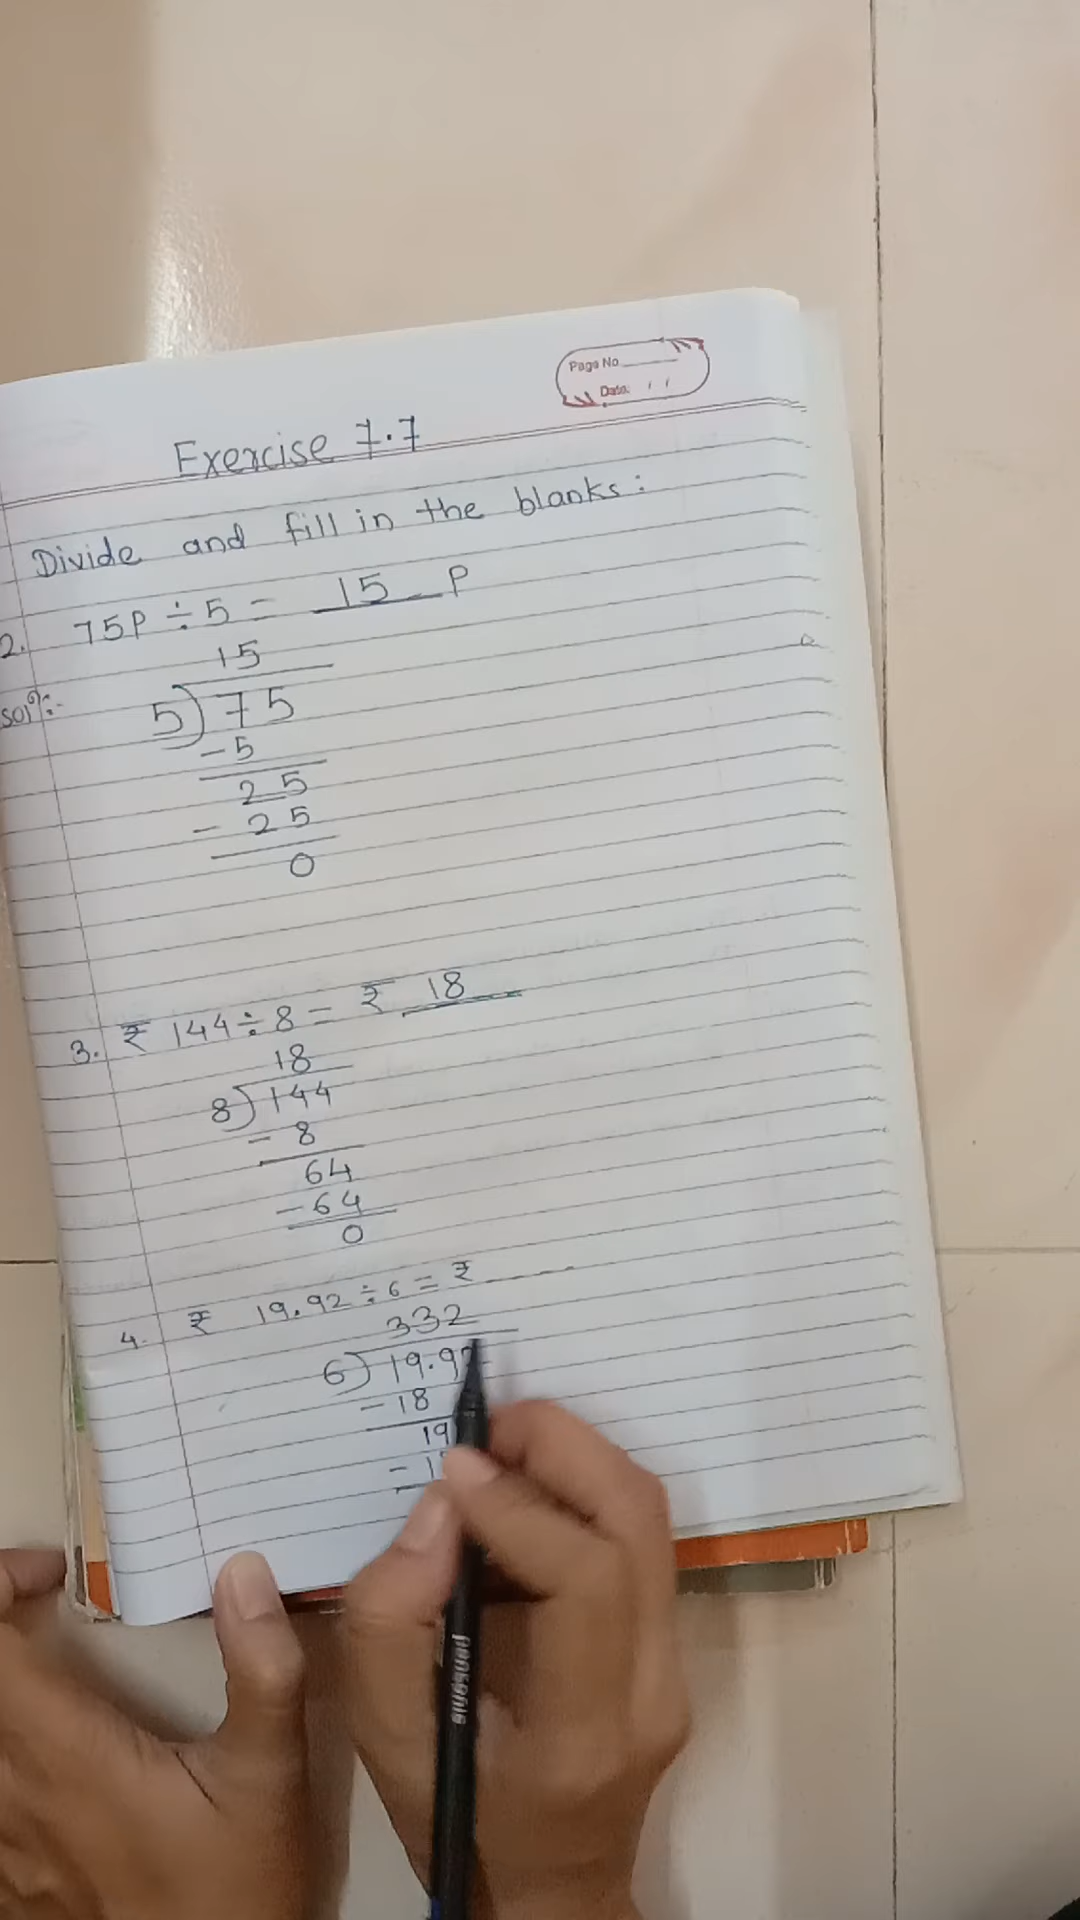 Page No
Date: / /
Exercise 7.7
Divide and fill in the blanks:
2. 75P ÷ 5 = 15 P
15
Solⁿ:- 5)75
-5
25
-25
0
3. ₹ 144 ÷ 8 = ₹ 18
18
8)144
-8
64
-64
0
4. ₹ 19.92 ÷ 6 = ₹
332
6)19.9
-18
19
-1